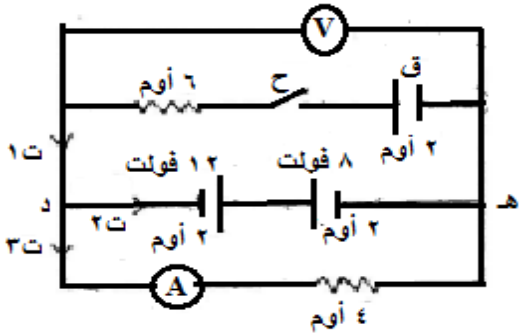 V
٦ أوم
ح
ق
٢ أوم
ت١
١٢ فولت
٨ فولت
د
ت٢
هـ
٢ أوم
٢ أوم
ت٣
A
٤ أوم